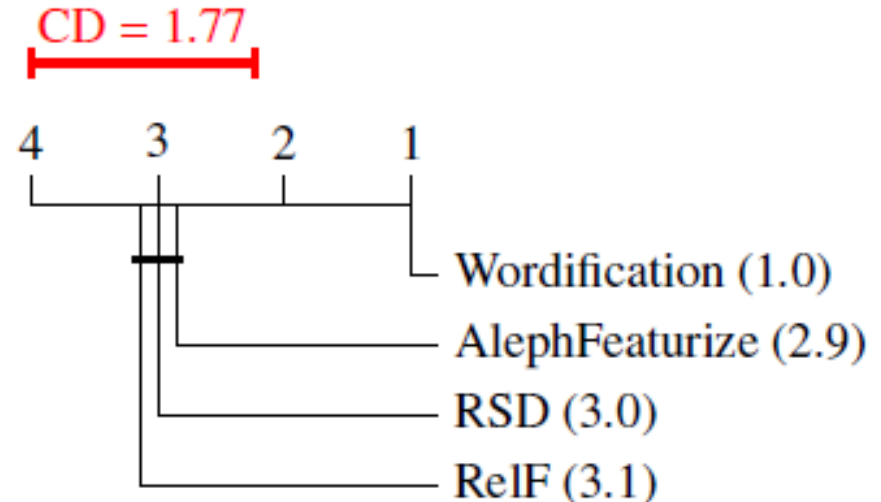 CD = 1.77
4 3 2 1
Wordification (1.0)
AlephFeaturize (2.9)
RSD (3.0)
RelF (3.1)